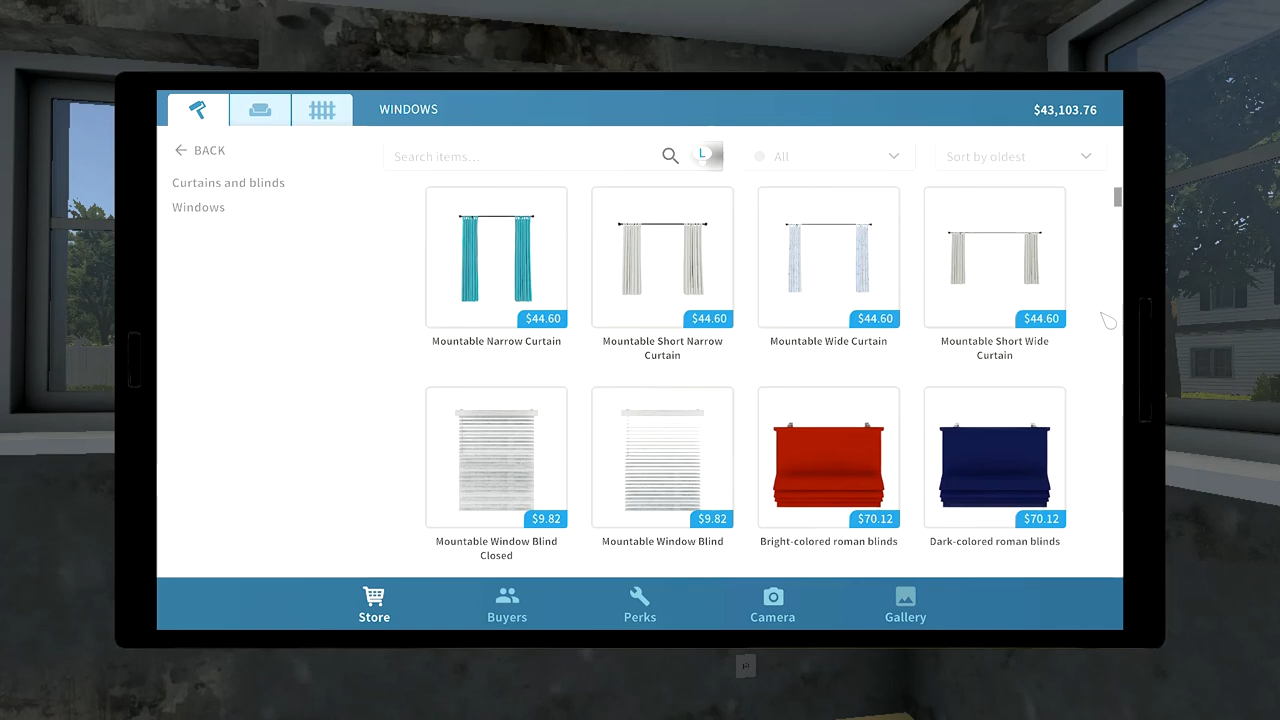 WINDOWS
$43,103.76
BACK
Search items...
L
All
Sort by oldest
Curtains and blinds
Windows
$44.60
$44.60
$44.60
$44.60
Mountable Narrow Curtain
Mountable Short Narrow
Curtain
Mountable Wide Curtain
Mountable Short Wide
Curtain
$9.82
$9.82
$70.12
$70.12
Mountable Window Blind
Closed
Mountable Window Blind
Bright-colored roman blinds
Dark-colored roman blinds
Store
Buyers
Perks
Camera
Gallery